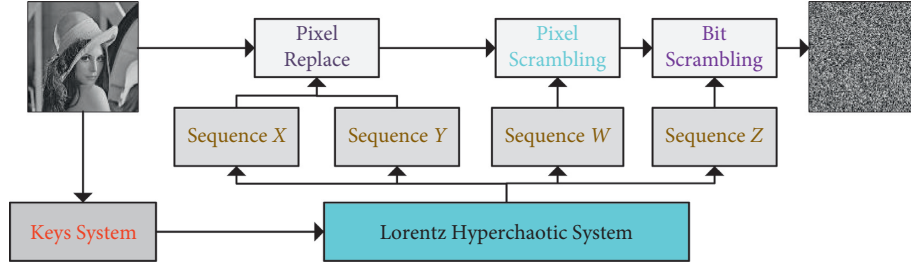 Pixel
Replace
Pixel
Scrambling
Bit
Scrambling
Sequence X
Sequence Y
Sequence W
Sequence Z
Keys System
Lorentz Hyperchaotic System